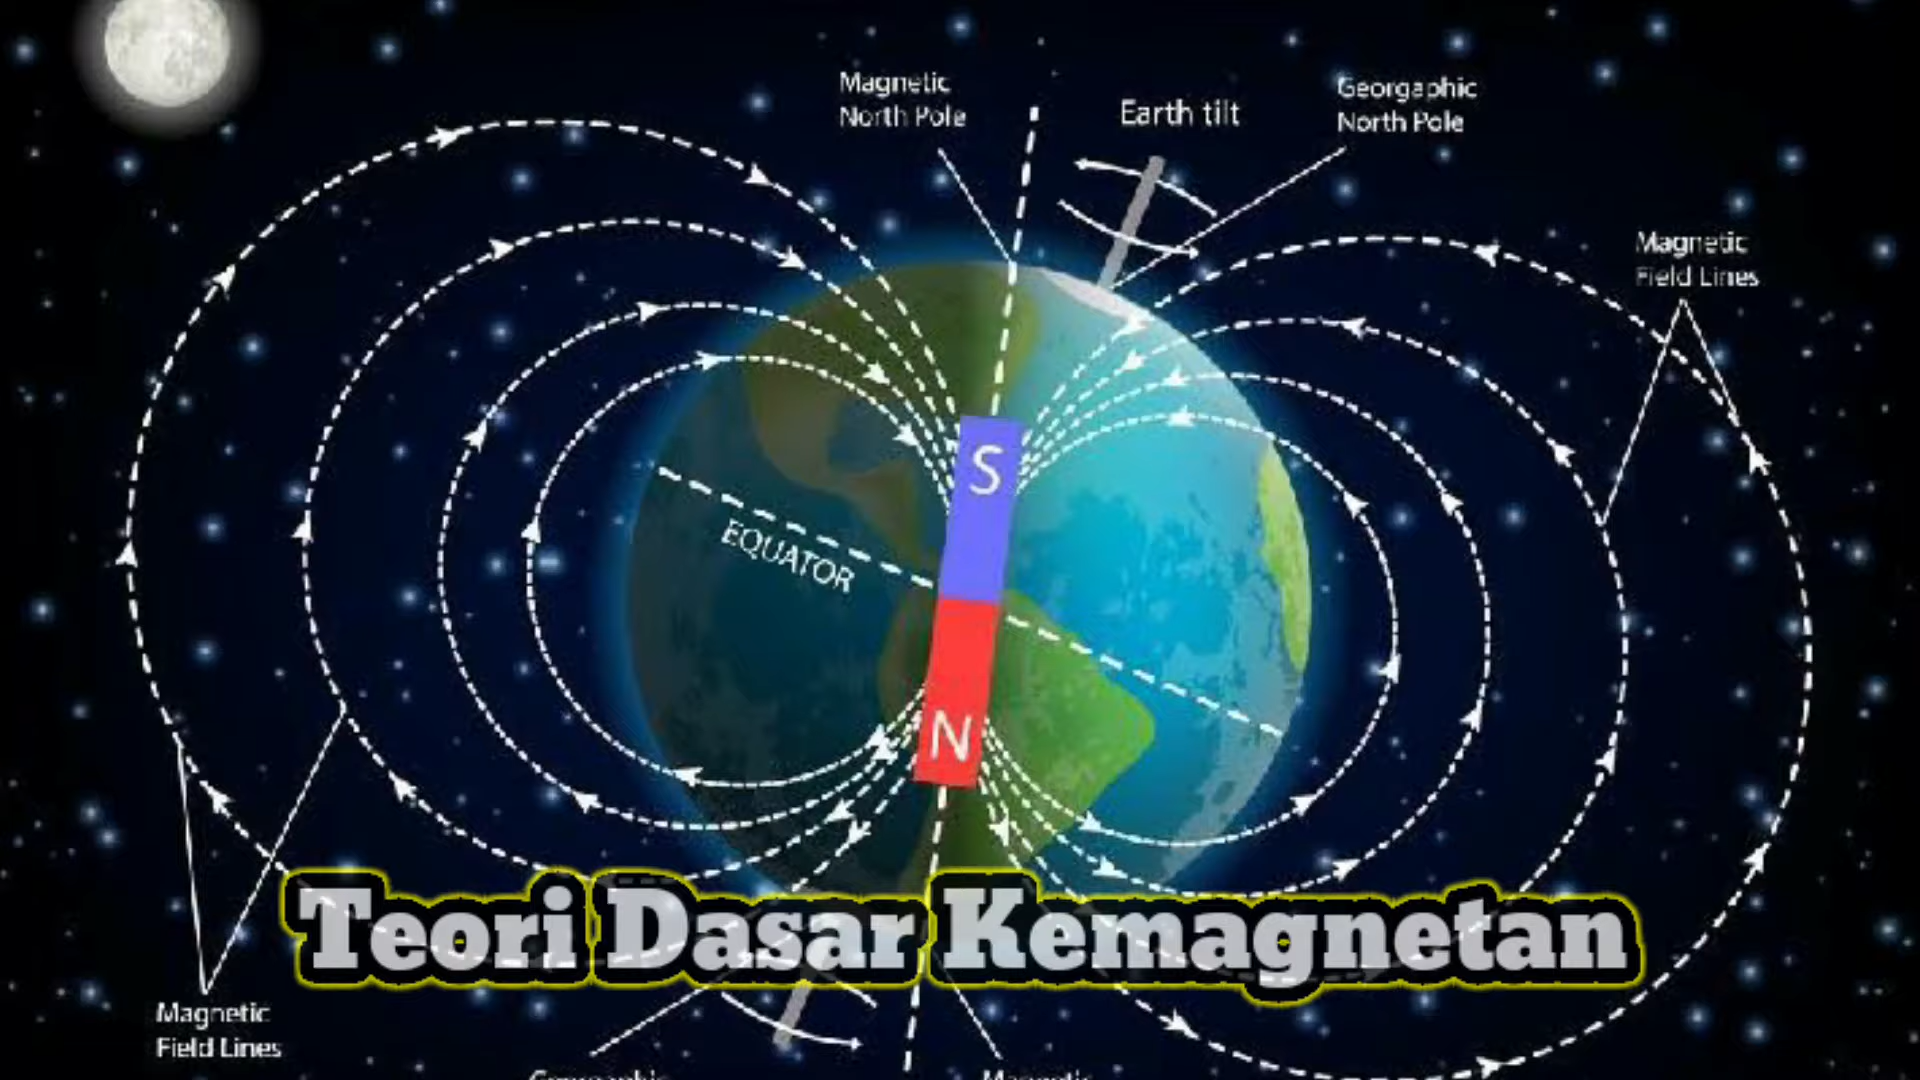 Magnetic
North Pole
Earth tilt
Georgaphic
North Pole
Magnetic
Field Lines
S
EQUATOR
N
Teori Dasar Kemagnetan
Magnetic
Field Lines